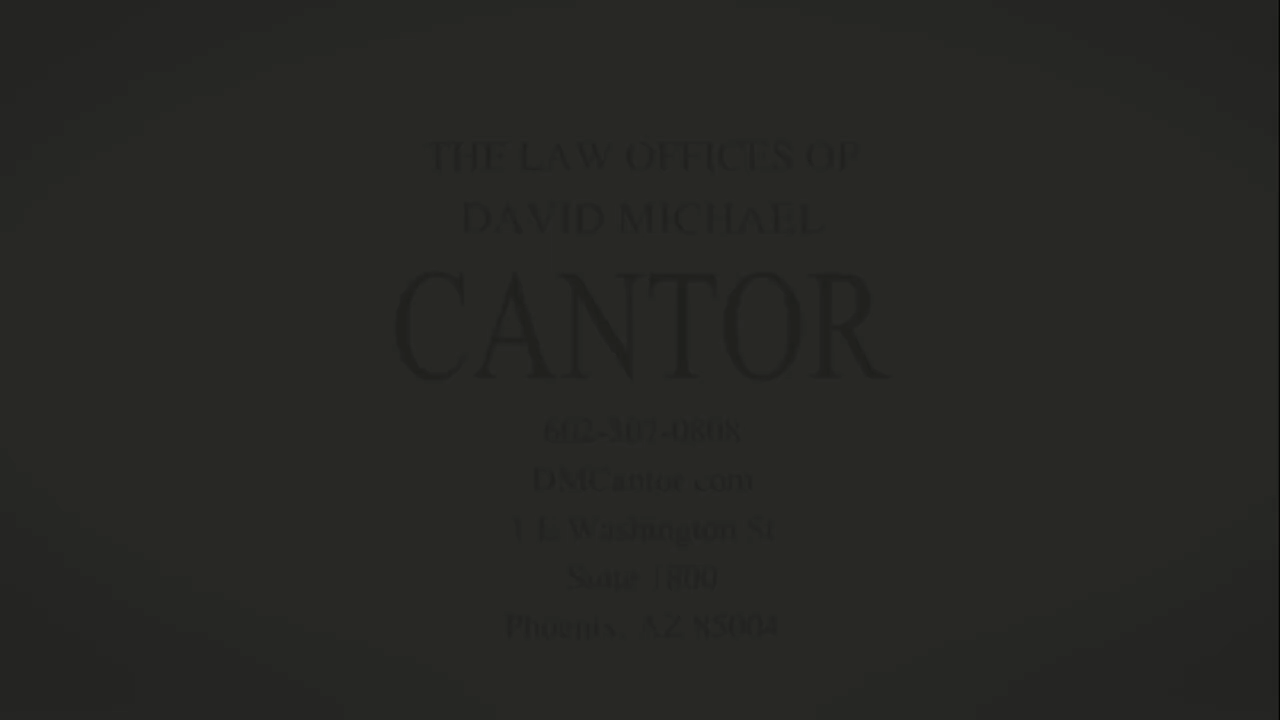 THE LAW OFFICES OF
DAVID MICHAEL
CANTOR
602-307-0808
DMCantor.com
1 E Washington St
Suite 1800
Phoenix, AZ 85004